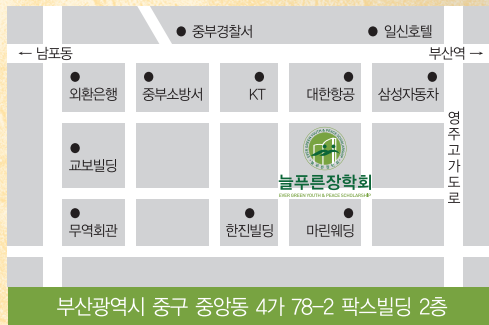 중부경찰서
일신호텔
← 남포동
부산역 →
외환은행
중부소방서
KT
대한항공
삼성자동차
영주고가도로
교보빌딩
늘푸른장학회
EVER GREEN YOUTH & PEACE SCHOLARSHIP
무역회관
한진빌딩
마린웨딩
부산광역시 중구 중앙동 4가 78-2 팍스빌딩 2층